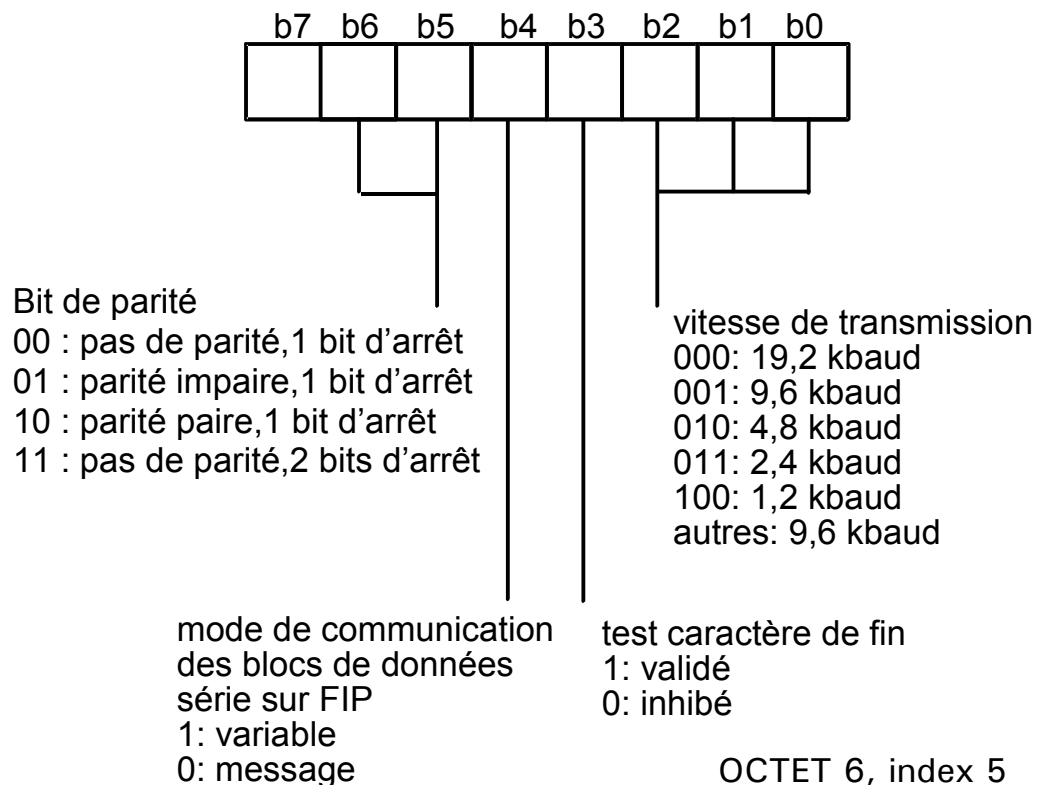 b7 b6 b5 b4 b3 b2 b1 b0
Bit de parité
00 : pas de parité,1 bit d'arrêt
01 : parité impaire,1 bit d'arrêt
10 : parité paire,1 bit d'arrêt
11 : pas de parité,2 bits d'arrêt
vitesse de transmission
000: 19,2 kbaud
001: 9,6 kbaud
010: 4,8 kbaud
011: 2,4 kbaud
100: 1,2 kbaud
autres: 9,6 kbaud
mode de communication
des blocs de données
série sur FIP
1: variable
0: message
test caractère de fin
1: validé
0: inhibé
OCTET 6, index 5